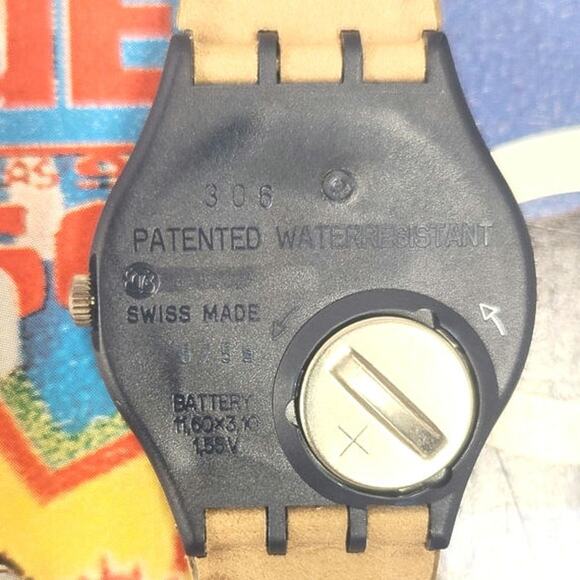 306
PATENTED WATERRESISTANT
SWISS MADE
BATTERY
11,60×3,10
1,55V
+